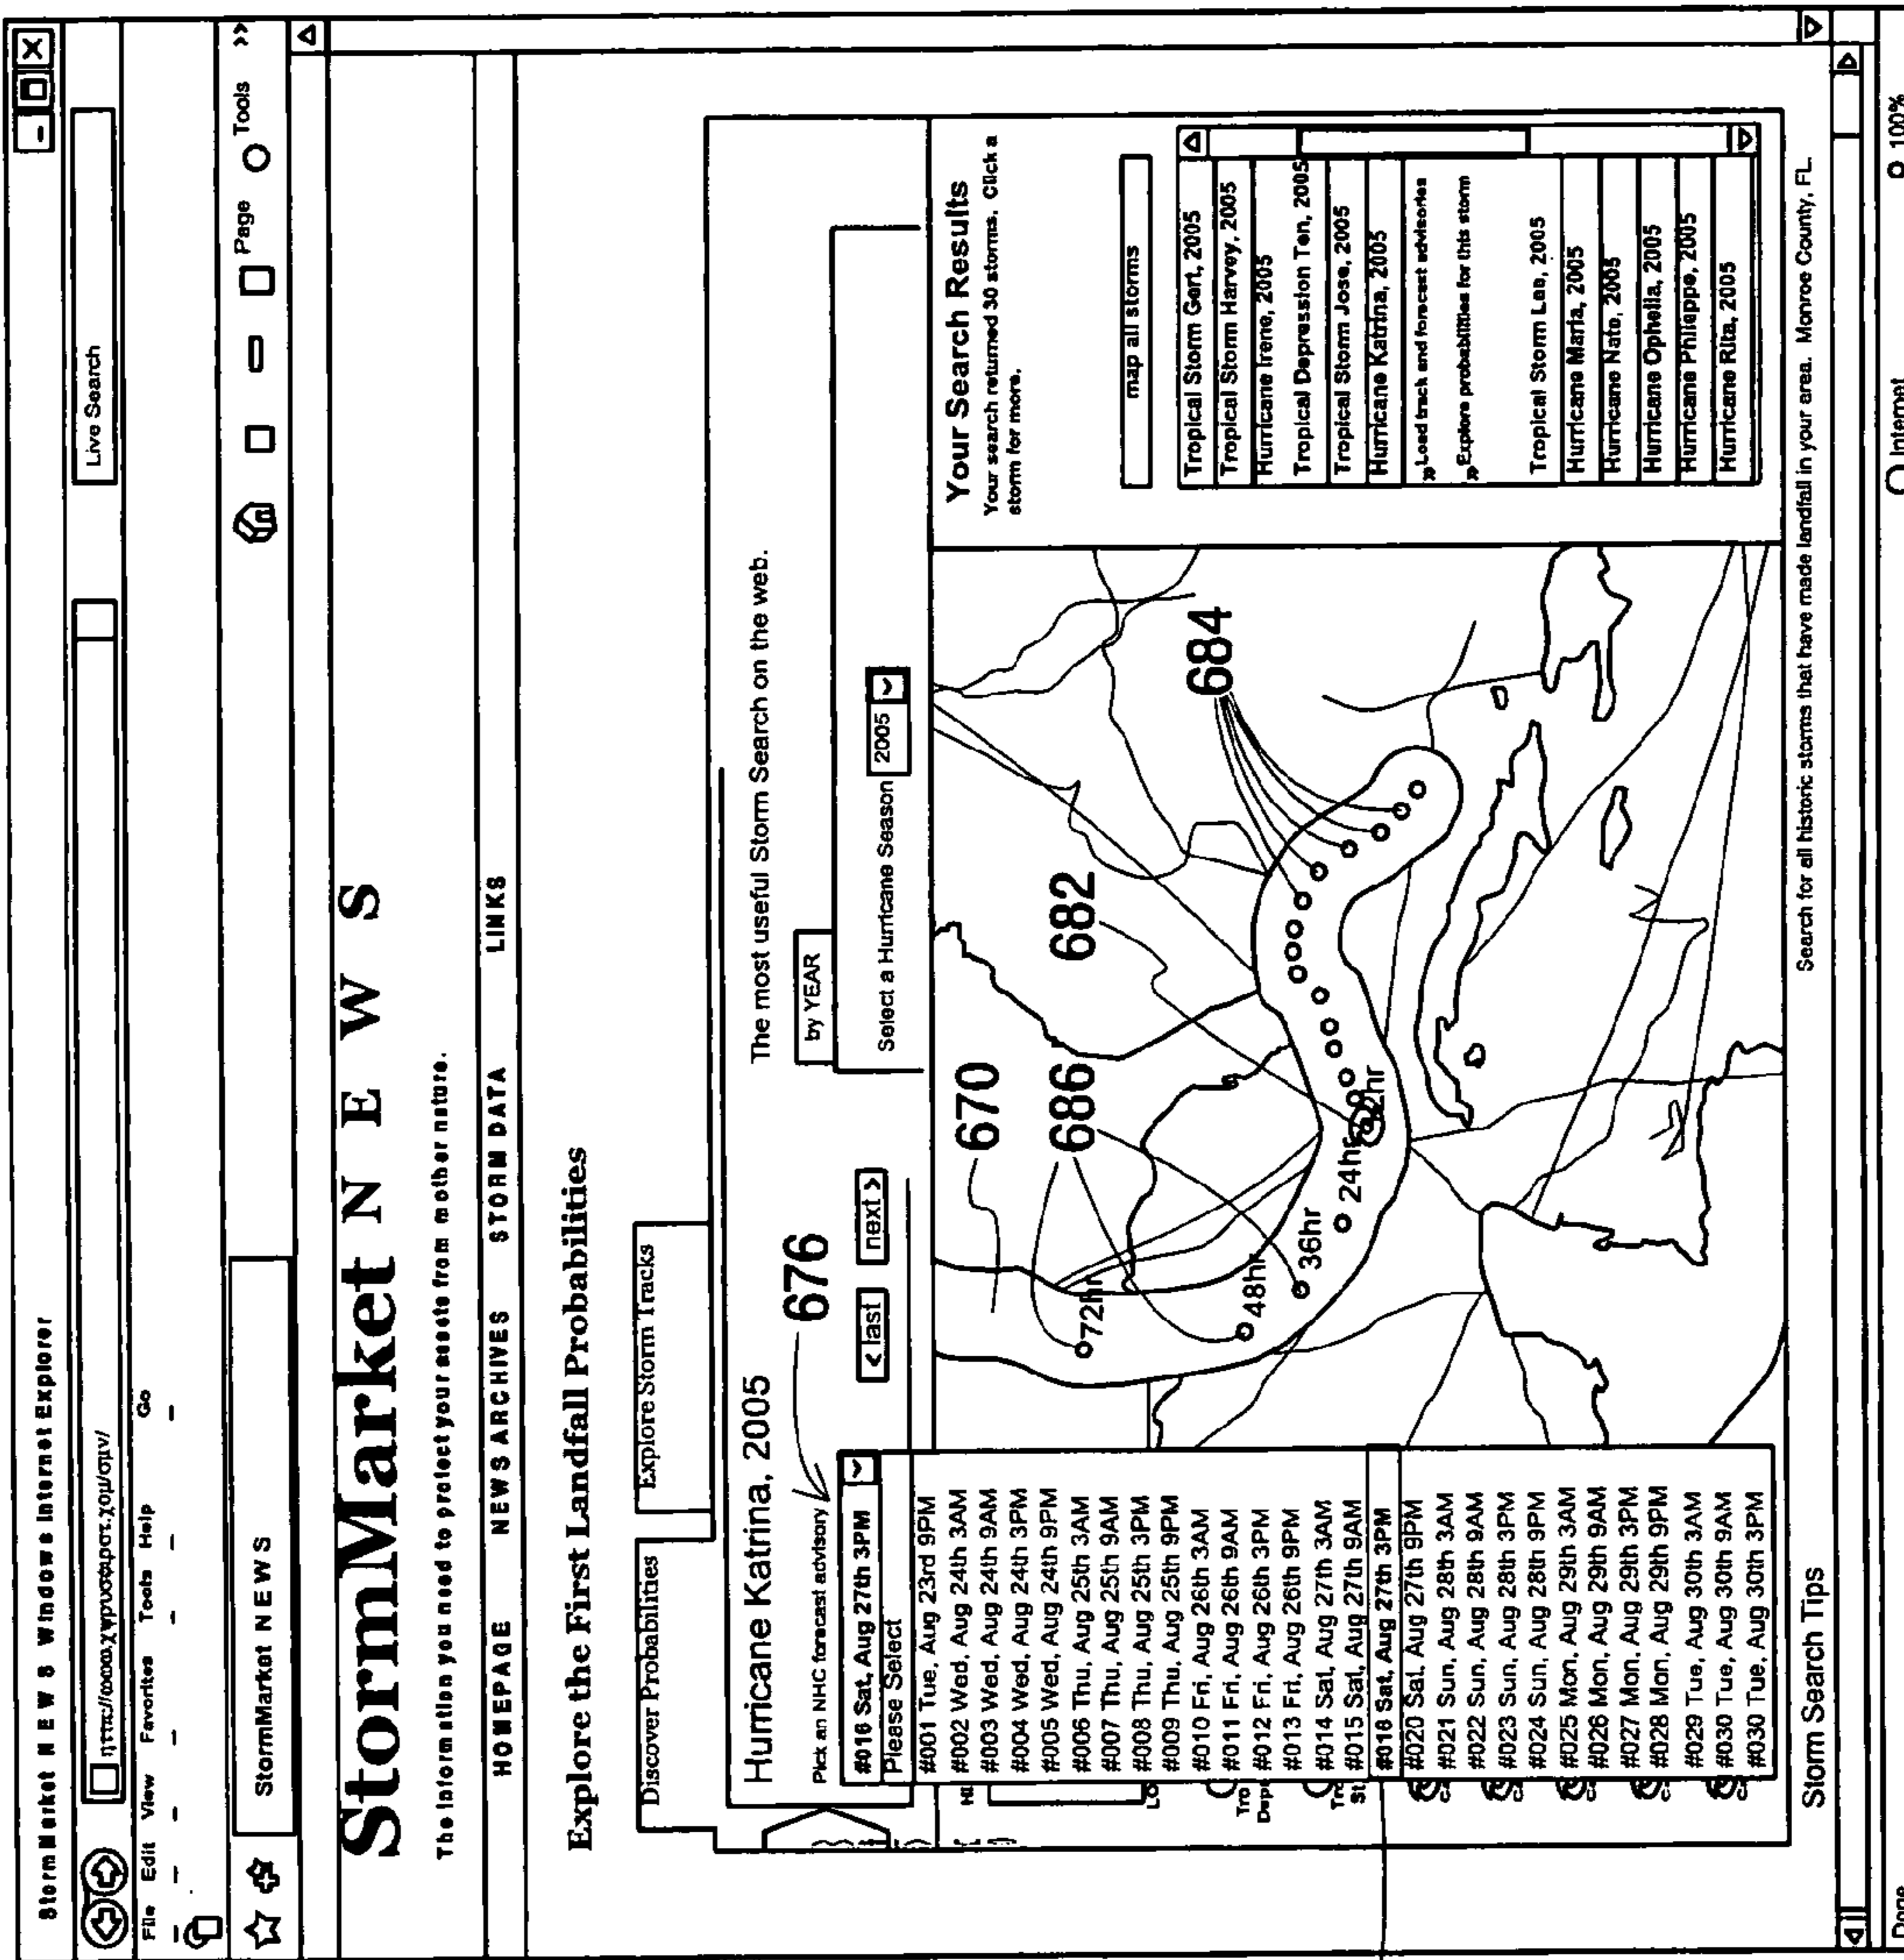 StormMarket N E W S Windows Internet Explorer
ηττπ://ωωω.χωρυσφιρστ.χομ/σμν/
Live Search
File Edit View Favorites Tools Help Go
StormMarket N E W S
Page Tools »
StormMarket N E W S
The information you need to protect your assets from mother nature.
HOMEPAGE NEWS ARCHIVES STORM DATA LINKS
Explore the First Landfall Probabilities
Discover Probabilities Explore Storm Tracks
Hurricane Katrina, 2005
676
The most useful Storm Search on the web.
by YEAR
Pick an NHC forecast advisory
< last next >
Select a Hurricane Season 2005
#016 Sat, Aug 27th 3PM
Please Select
#001 Tue, Aug 23rd 9PM
#002 Wed, Aug 24th 3AM
#003 Wed, Aug 24th 9AM
#004 Wed, Aug 24th 3PM
#005 Wed, Aug 24th 9PM
#006 Thu, Aug 25th 3AM
#007 Thu, Aug 25th 9AM
#008 Thu, Aug 25th 3PM
#009 Thu, Aug 25th 9PM
#010 Fri, Aug 26th 3AM
#011 Fri, Aug 26th 9AM
#012 Fri, Aug 26th 3PM
#013 Fri, Aug 26th 9PM
#014 Sat, Aug 27th 3AM
#015 Sat, Aug 27th 9AM
#016 Sat, Aug 27th 3PM
#020 Sat, Aug 27th 9PM
#021 Sun, Aug 28th 3AM
#022 Sun, Aug 28th 9AM
#023 Sun, Aug 28th 3PM
#024 Sun, Aug 28th 9PM
#025 Mon, Aug 29th 3AM
#026 Mon, Aug 29th 9AM
#027 Mon, Aug 29th 3PM
#028 Mon, Aug 29th 9PM
#029 Tue, Aug 30th 3AM
#030 Tue, Aug 30th 9AM
#030 Tue, Aug 30th 3PM
LO
Tro
Dep
St
670
686
682
684
72hr
48hr
36hr
24hr
Your Search Results
Your search returned 30 storms. Click a
storm for more.
map all storms
Tropical Storm Gert, 2005
Tropical Storm Harvey, 2005
Hurricane Irene, 2005
Tropical Depression Ten, 2005
Tropical Storm Jose, 2005
Hurricane Katrina, 2005
»Load track and forecast advisories
»Explore probabilities for this storm
Tropical Storm Lee, 2005
Hurricane Maria, 2005
Hurricane Nate, 2005
Hurricane Ophelia, 2005
Hurricane Philippe, 2005
Hurricane Rita, 2005
Storm Search Tips
Search for all historic storms that have made landfall in your area. Monroe County, FL.
Done
Internet
100%